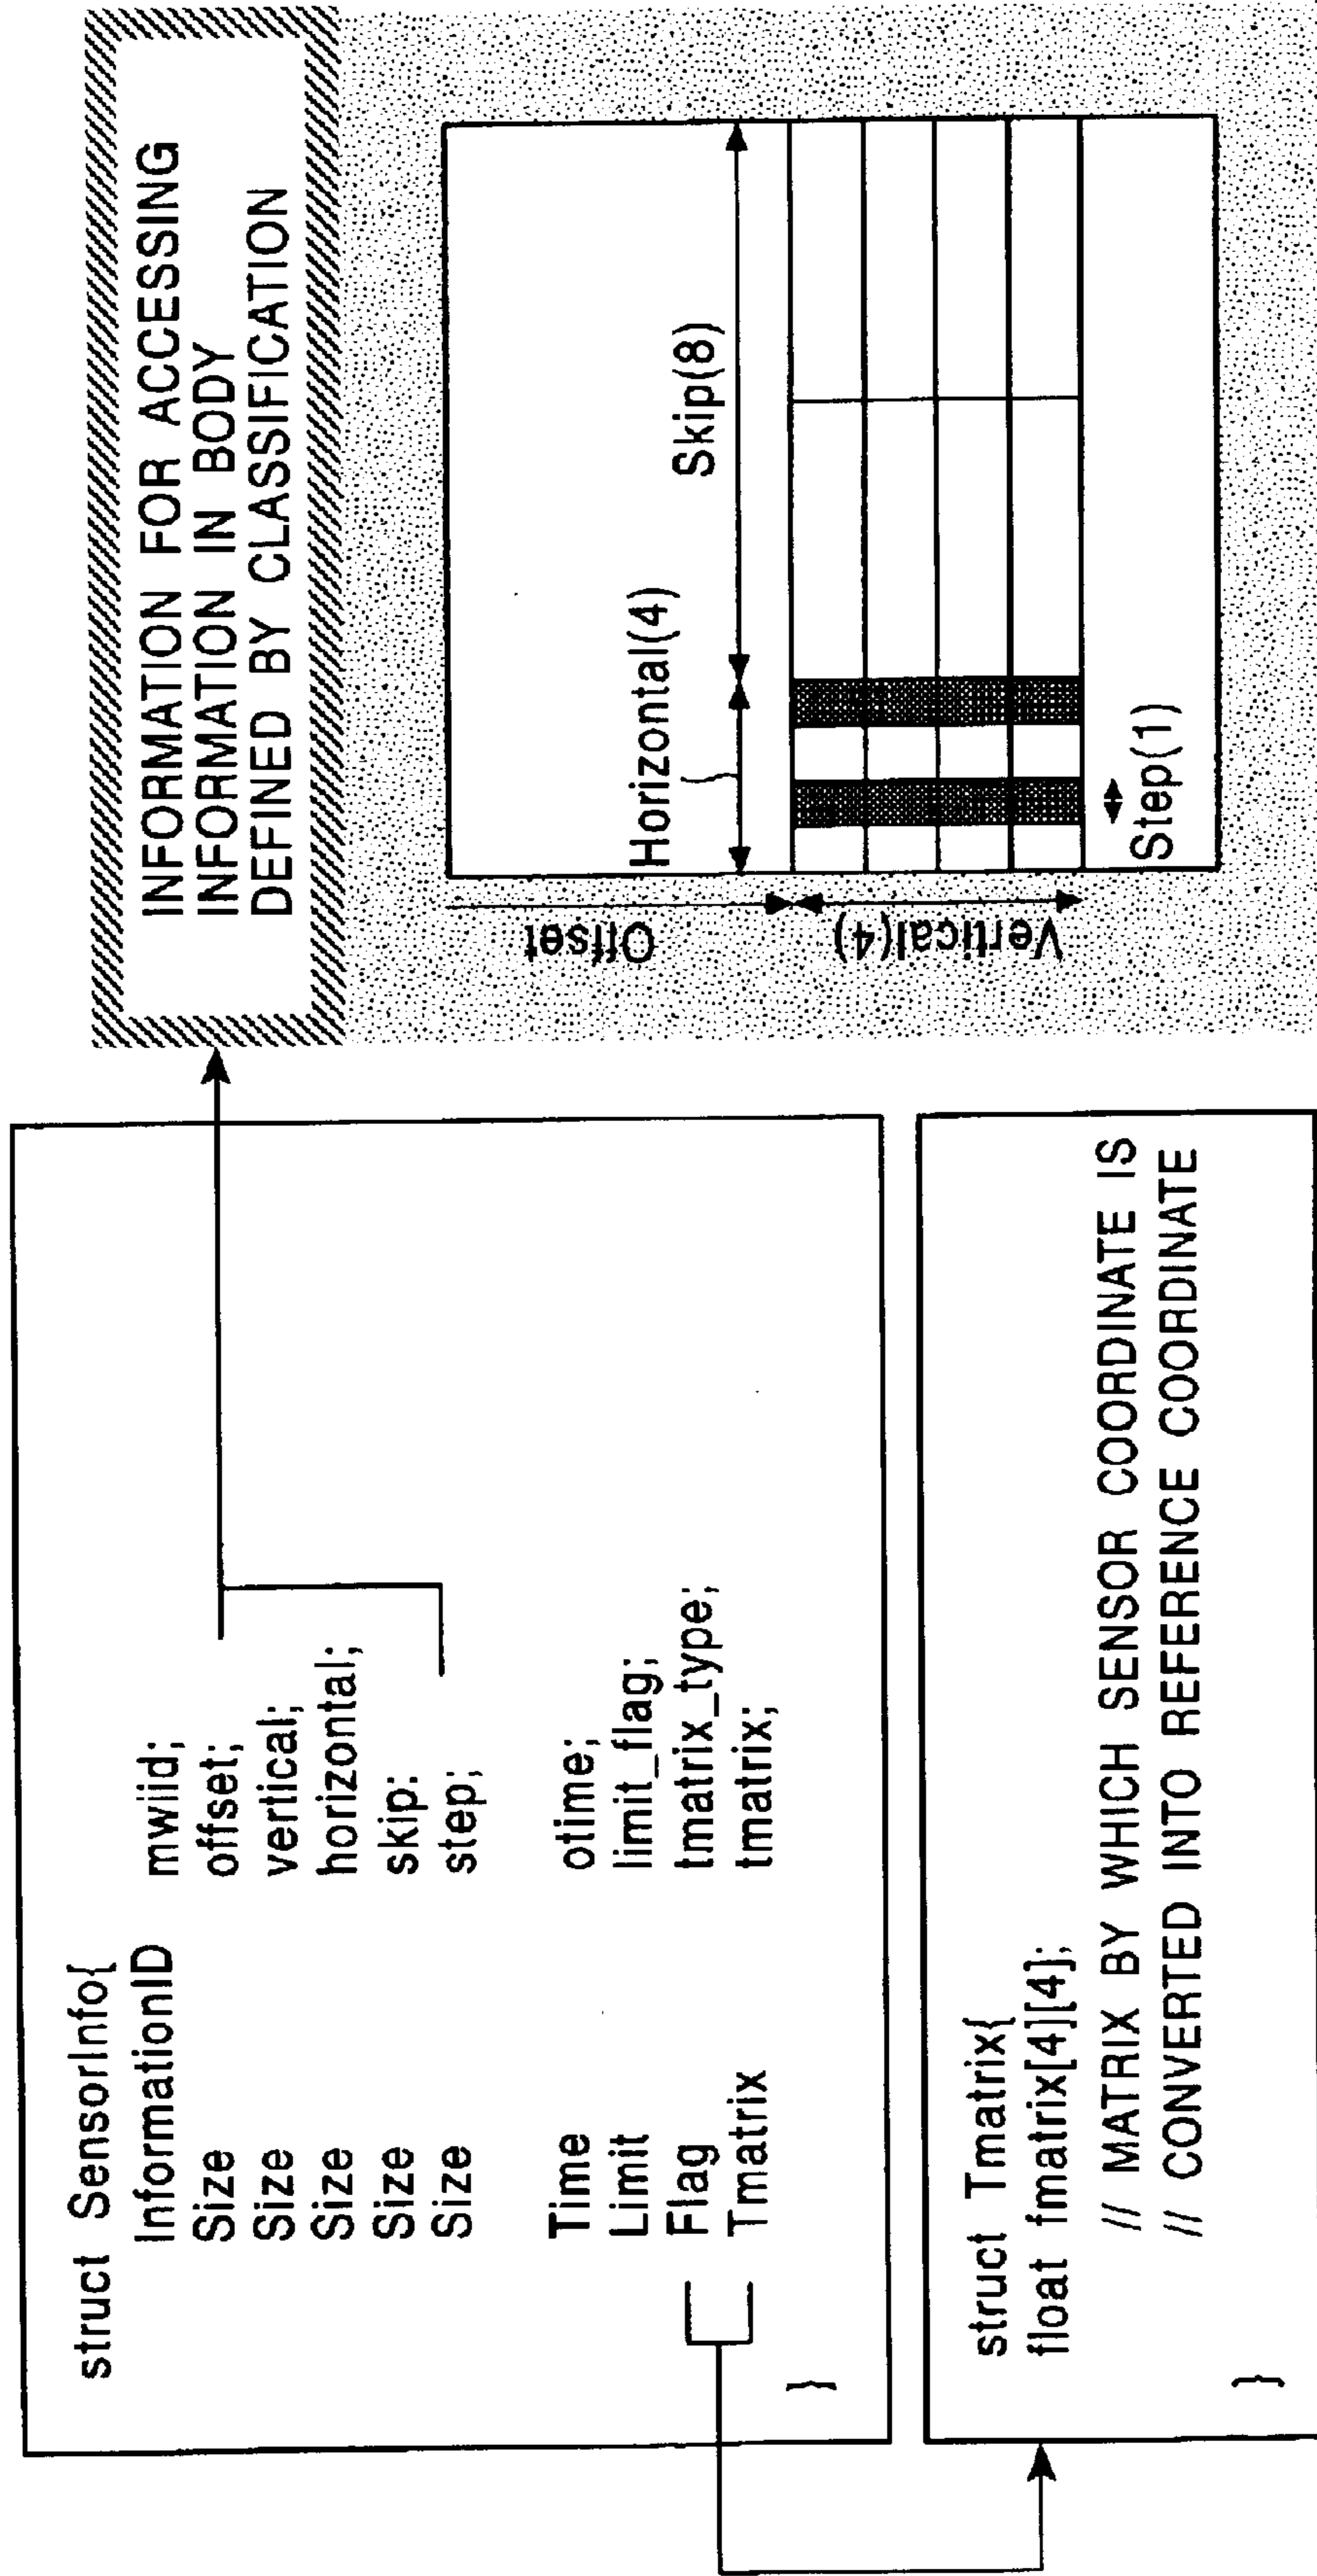 struct SensorInfo{
InformationID mwiid;
Size offset;
Size vertical;
Size horizontal;
Size skip:
Size step;
Time otime;
Limit limit_flag;
Flag tmatrix_type;
Tmatrix tmatrix;
}
struct Tmatrix{
float fmatrix[4][4];
// MATRIX BY WHICH SENSOR COORDINATE IS
// CONVERTED INTO REFERENCE COORDINATE
}
INFORMATION FOR ACCESSING
INFORMATION IN BODY
DEFINED BY CLASSIFICATION
Offset
Horizontal(4)
Skip(8)
Vertical(4)
Step(1)